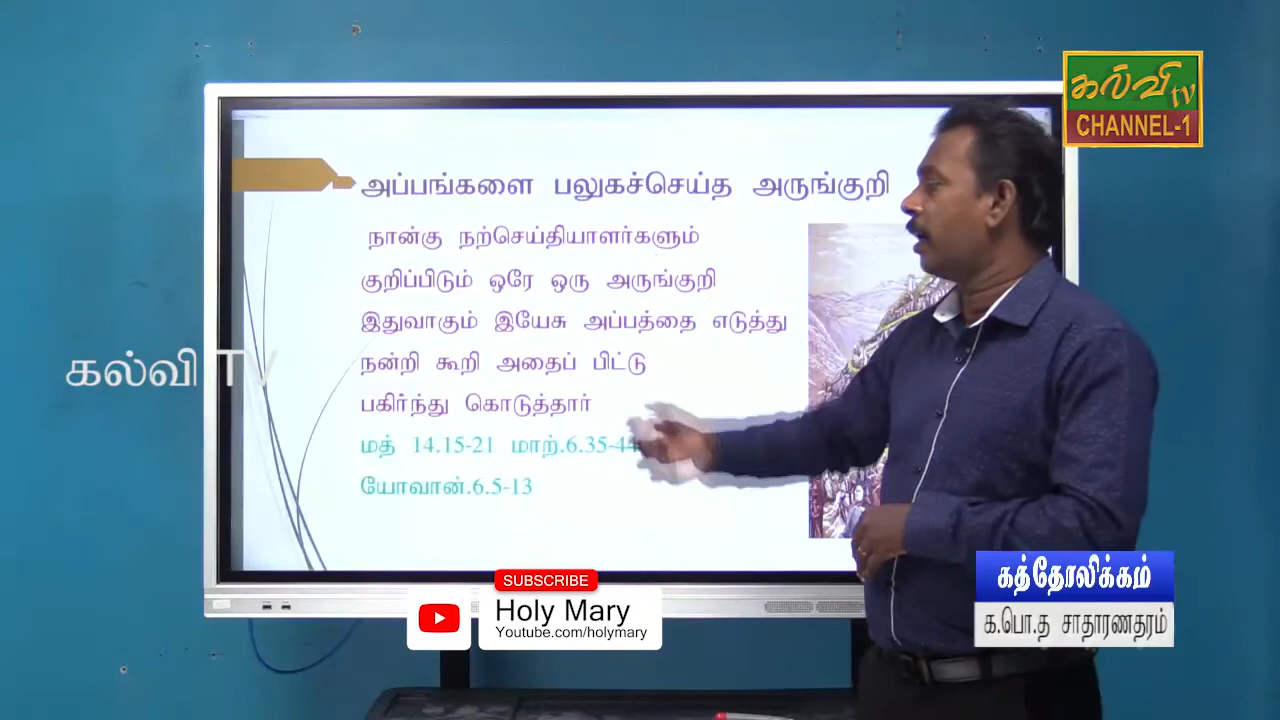 கல்வி tv
CHANNEL-1
அப்பங்களை பலுகச்செய்த அருங்குறி
நான்கு நற்செய்தியாளர்களும்
குறிப்பிடும் ஒரே ஒரு அருங்குறி
இதுவாகும் இயேசு அப்பத்தை எடுத்து
நன்றி கூறி அதைப் பிட்டு
பகிர்ந்து கொடுத்தார்
மத் 14.15-21 மாற்.6.35-44
யோவான்.6.5-13
கல்வி TV
SUBSCRIBE
Holy Mary
Youtube.com/holymary
கத்தோலிக்கம்
க.பொ.த சாதாரணதரம்